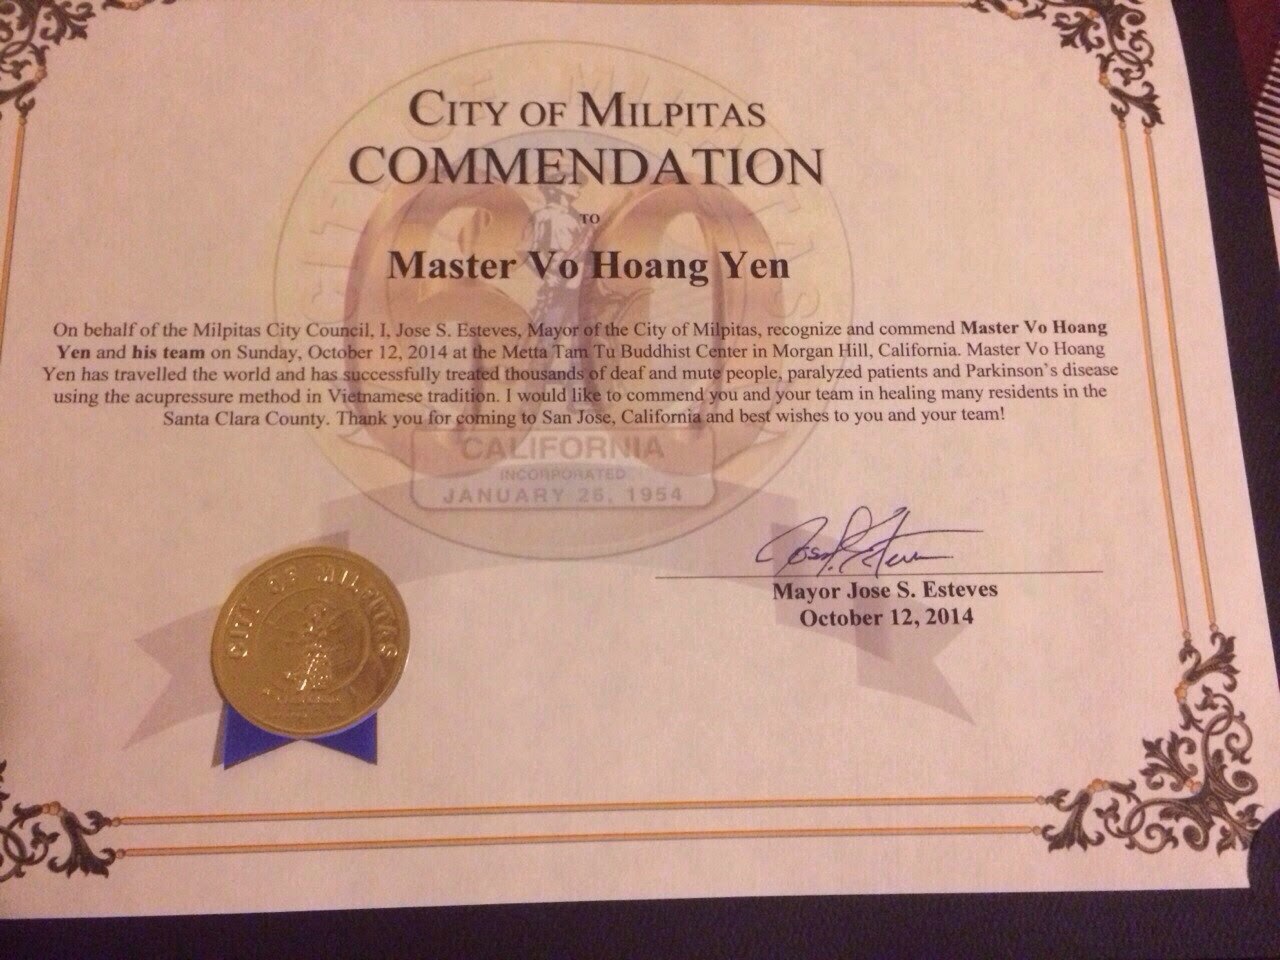 CITY OF MILPITAS
COMMENDATION
TO
Master Vo Hoang Yen
On behalf of the Milpitas City Council, I, Jose S. Esteves, Mayor of the City of Milpitas, recognize and commend Master Vo Hoang
Yen and his team on Sunday, October 12, 2014 at the Metta Tam Tu Buddhist Center in Morgan Hill, California. Master Vo Hoang
Yen has travelled the world and has successfully treated thousands of deaf and mute people, paralyzed patients and Parkinson's disease
using the acupressure method in Vietnamese tradition. I would like to commend you and your team in healing many residents in the
Santa Clara County. Thank you for coming to San Jose, California and best wishes to you and your team!
CITY OF MILPITAS
60
CALIFORNIA
INCORPORATED
JANUARY 26, 1954
CITY OF MILPITAS
Jose S. Esteves
Mayor Jose S. Esteves
October 12, 2014